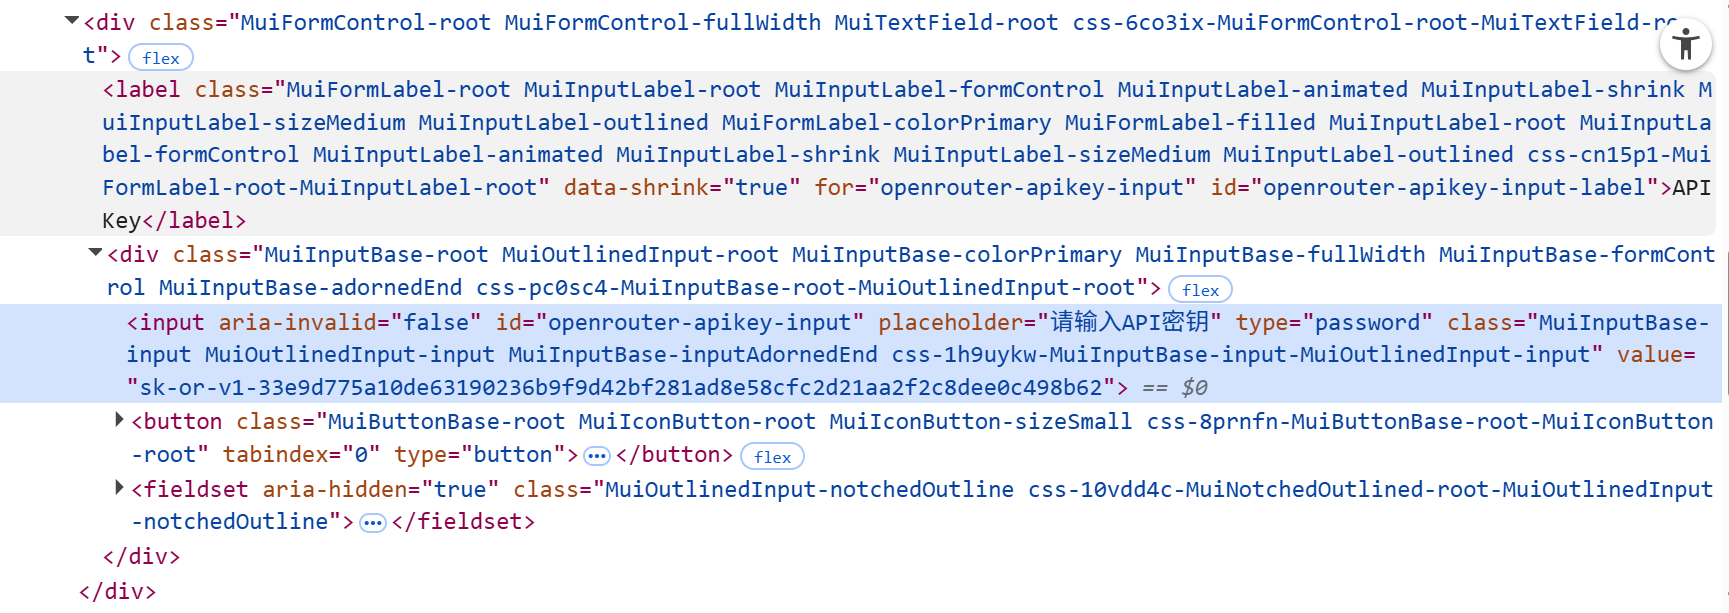 <div class="MuiFormControl-root MuiFormControl-fullWidth MuiTextField-root css-6co3ix-MuiFormControl-root-MuiTextField-ro
t"> flex
<label class="MuiFormLabel-root MuiInputLabel-root MuiInputLabel-formControl MuiInputLabel-animated MuiInputLabel-shrink M
uiInputLabel-sizeMedium MuiInputLabel-outlined MuiFormLabel-colorPrimary MuiFormLabel-filled MuiInputLabel-root MuiInputLa
bel-formControl MuiInputLabel-animated MuiInputLabel-shrink MuiInputLabel-sizeMedium MuiInputLabel-outlined css-cn15p1-Mui
FormLabel-root-MuiInputLabel-root" data-shrink="true" for="openrouter-apikey-input" id="openrouter-apikey-input-label">API
Key</label>
<div class="MuiInputBase-root MuiOutlinedInput-root MuiInputBase-colorPrimary MuiInputBase-fullWidth MuiInputBase-formCont
rol MuiInputBase-adornedEnd css-pc0sc4-MuiInputBase-root-MuiOutlinedInput-root"> flex
<input aria-invalid="false" id="openrouter-apikey-input" placeholder="请输入API密钥" type="password" class="MuiInputBase-
input MuiOutlinedInput-input MuiInputBase-inputAdornedEnd css-1h9uykw-MuiInputBase-input-MuiOutlinedInput-input" value=
"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"> == $0
<button class="MuiButtonBase-root MuiIconButton-root MuiIconButton-sizeSmall css-8prnfn-MuiButtonBase-root-MuiIconButton
-root" tabindex="0" type="button">…</button> flex
<fieldset aria-hidden="true" class="MuiOutlinedInput-notchedOutline css-10vdd4c-MuiNotchedOutlined-root-MuiOutlinedInput
-notchedOutline">…</fieldset>
</div>
</div>